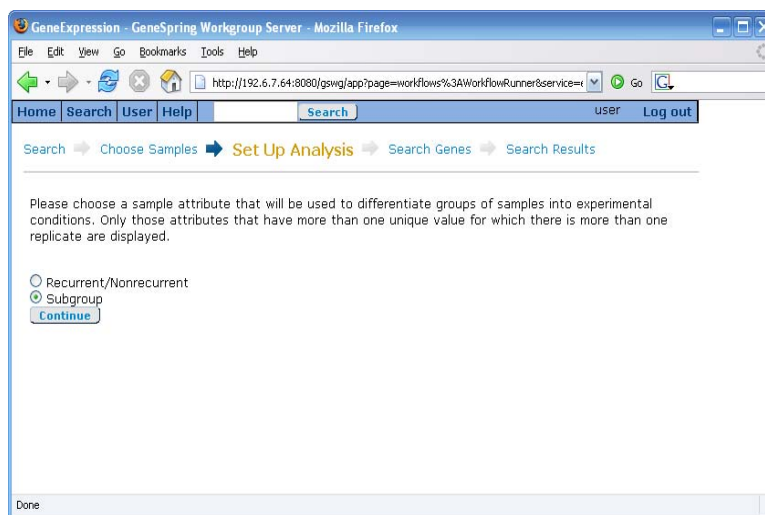 GeneExpression - GeneSpring Workgroup Server - Mozilla Firefox
File Edit View Go Bookmarks Tools Help
http://192.6.7.64:8080/gswg/app?page=workflows%3AWorkflowRunner&service=e Go G
Home Search User Help Search user Log out
Search Choose Samples Set Up Analysis Search Genes Search Results
Please choose a sample attribute that will be used to differentiate groups of samples into experimental
conditions. Only those attributes that have more than one unique value for which there is more than one
replicate are displayed.
Recurrent/Nonrecurrent
Subgroup
Continue
Done